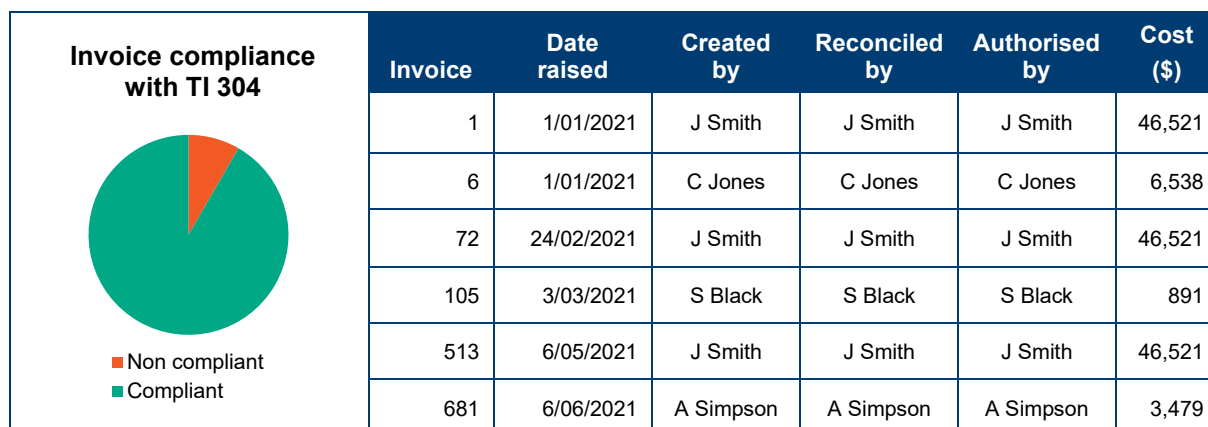 Invoice compliance
with TI 304
Non compliant
Compliant
Invoice Date raised Created by Reconciled by Authorised by Cost ($)
1 1/01/2021 J Smith J Smith J Smith 46,521
6 1/01/2021 C Jones C Jones C Jones 6,538
72 24/02/2021 J Smith J Smith J Smith 46,521
105 3/03/2021 S Black S Black S Black 891
513 6/05/2021 J Smith J Smith J Smith 46,521
681 6/06/2021 A Simpson A Simpson A Simpson 3,479